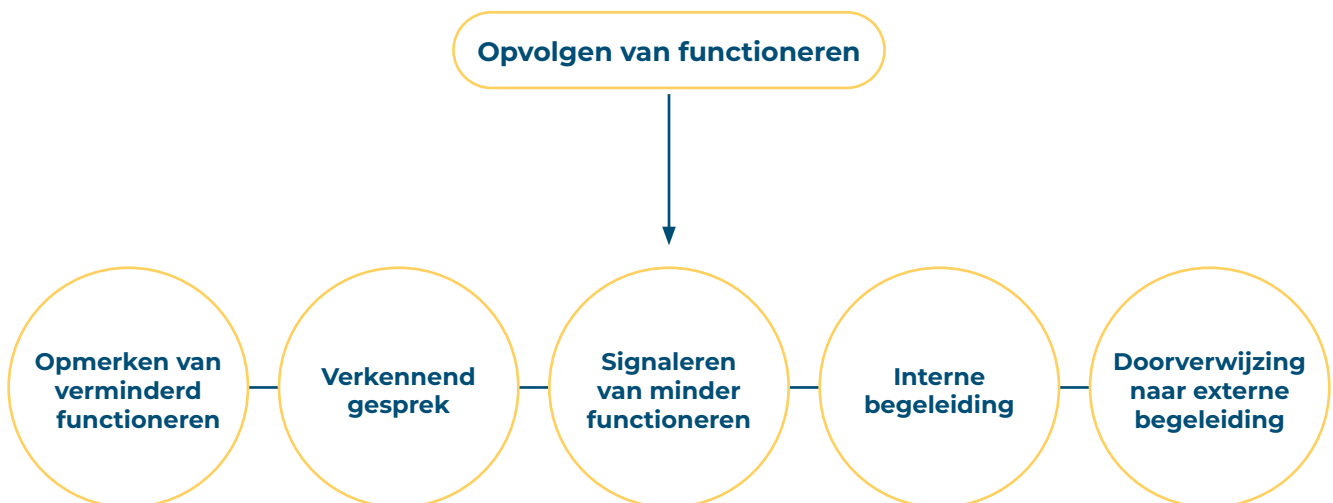 Opvolgen van functioneren
Opmerken van
verminderd
functioneren
Verkennend
gesprek
Signaleren
van minder
functioneren
Interne
begeleiding
Doorverwijzing
naar externe
begeleiding